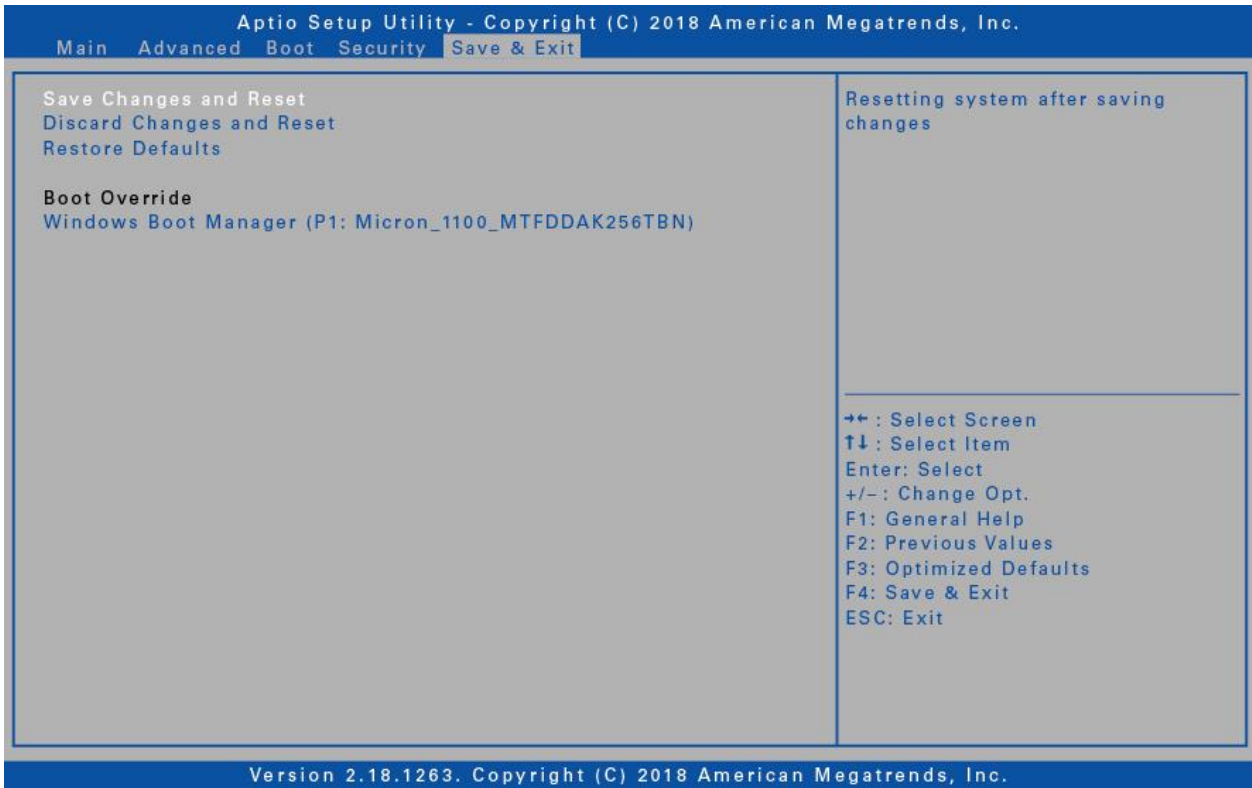 Aptio Setup Utility - Copyright (C) 2018 American Megatrends, Inc.
Main Advanced Boot Security Save & Exit
Save Changes and Reset
Discard Changes and Reset
Restore Defaults
Boot Override
Windows Boot Manager (P1: Micron_1100_MTFDDAK256TBN)
Resetting system after saving
changes
→← : Select Screen
↑↓ : Select Item
Enter: Select
+/– : Change Opt.
F1: General Help
F2: Previous Values
F3: Optimized Defaults
F4: Save & Exit
ESC: Exit
Version 2.18.1263. Copyright (C) 2018 American Megatrends, Inc.